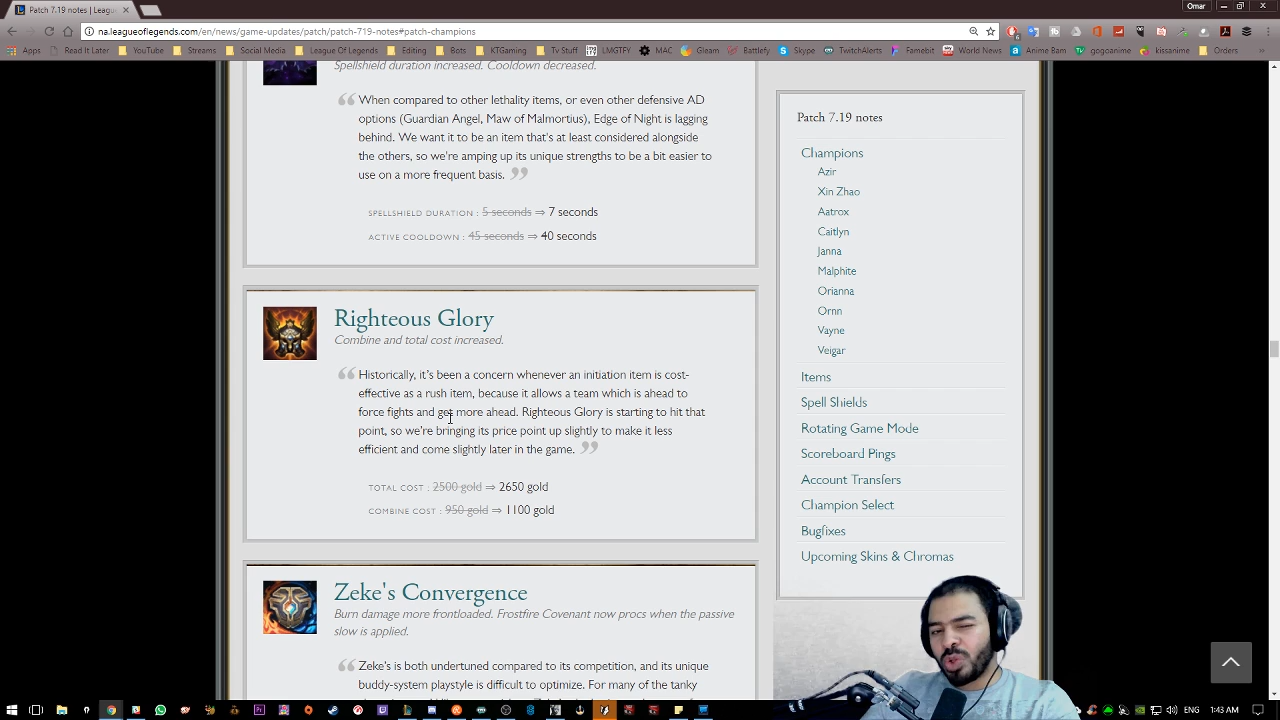 Patch 7.19 notes | Leag
Omar
na.leagueoflegends.com/en/news/game-updates/patch/patch-719-notes#patch-champions
Apps Read It Later YouTube Streams Social Media League Of Legends Editing Bots KTGaming Tv Stuff LMGTFY MAC Gleam Battlefy Skype TwitchAlerts Famebit World News Anime Bam gogoanime kissanime Orders
Spellshield duration increased. Cooldown decreased.
When compared to other lethality items, or even other defensive AD
options (Guardian Angel, Maw of Malmortius), Edge of Night is lagging
behind. We want it to be an item that's at least considered alongside
the others, so we're amping up its unique strengths to be a bit easier to
use on a more frequent basis.
SPELLSHIELD DURATION : 5 seconds ⇒ 7 seconds
ACTIVE COOLDOWN : 45 seconds ⇒ 40 seconds
Righteous Glory
Combine and total cost increased.
Historically, it's been a concern whenever an initiation item is cost-
effective as a rush item, because it allows a team which is ahead to
force fights and get more ahead. Righteous Glory is starting to hit that
point, so we're bringing its price point up slightly to make it less
efficient and come slightly later in the game.
TOTAL COST : 2500 gold ⇒ 2650 gold
COMBINE COST : 950 gold ⇒ 1100 gold
Zeke's Convergence
Burn damage more frontloaded. Frostfire Covenant now procs when the passive
slow is applied.
Zeke's is both undertuned compared to its competition, and its unique
buddy-system playstyle is difficult to optimize. For many of the tanky
Patch 7.19 notes
Champions
Azir
Xin Zhao
Aatrox
Caitlyn
Janna
Malphite
Orianna
Ornn
Vayne
Veigar
Items
Spell Shields
Rotating Game Mode
Scoreboard Pings
Account Transfers
Champion Select
Bugfixes
Upcoming Skins & Chromas
ENG 1:43 AM